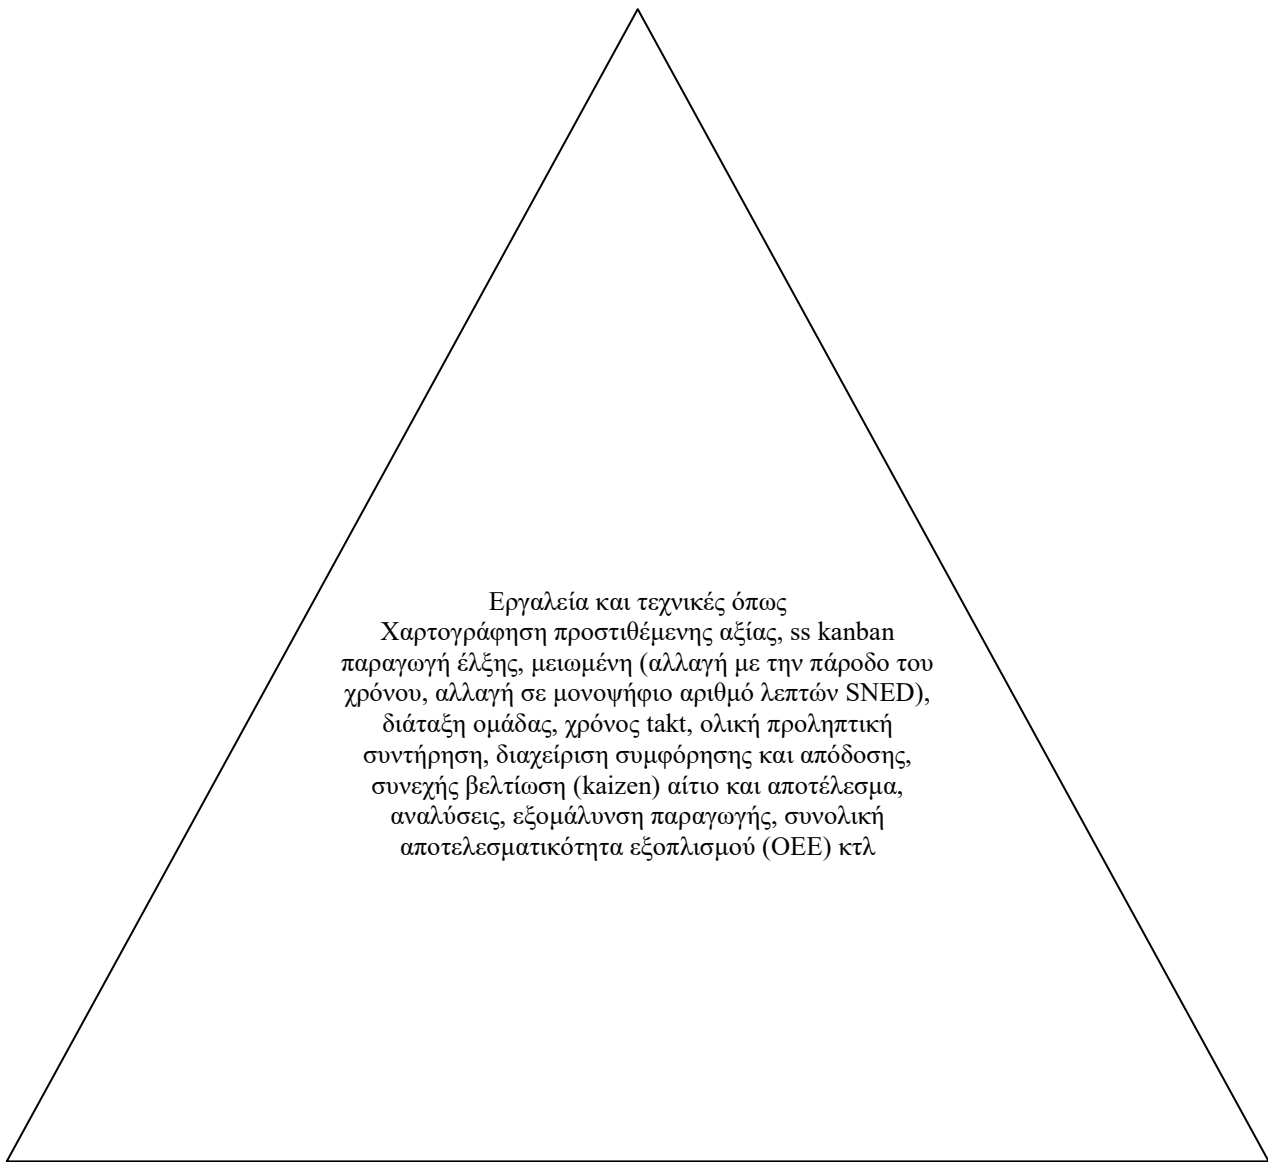 Εργαλεία και τεχνικές όπως
Χαρτογράφηση προστιθέμενης αξίας, ss kanban
παραγωγή έλξης, μειωμένη (αλλαγή με την πάροδο του
χρόνου, αλλαγή σε μονοψήφιο αριθμό λεπτών SNED),
διάταξη ομάδας, χρόνος takt, ολική προληπτική
συντήρηση, διαχείριση συμφόρησης και απόδοσης,
συνεχής βελτίωση (kaizen) αίτιο και αποτέλεσμα,
αναλύσεις, εξομάλυνση παραγωγής, συνολική
αποτελεσματικότητα εξοπλισμού (OEE) κτλ